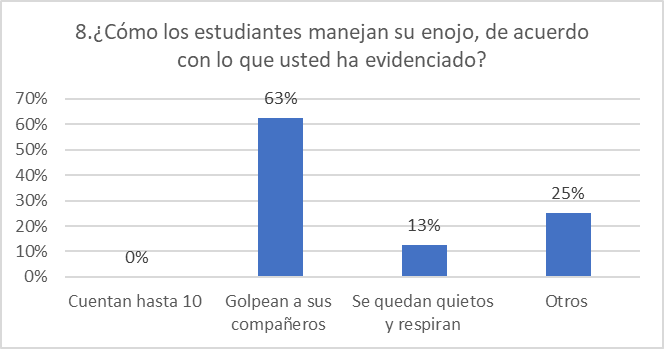 8.¿Cómo los estudiantes manejan su enojo, de acuerdo
con lo que usted ha evidenciado?
70%
60%
50%
40%
30%
20%
10%
0%
0%
63%
13%
25%
Cuentan hasta 10
Golpean a sus
compañeros
Se quedan quietos
y respiran
Otros